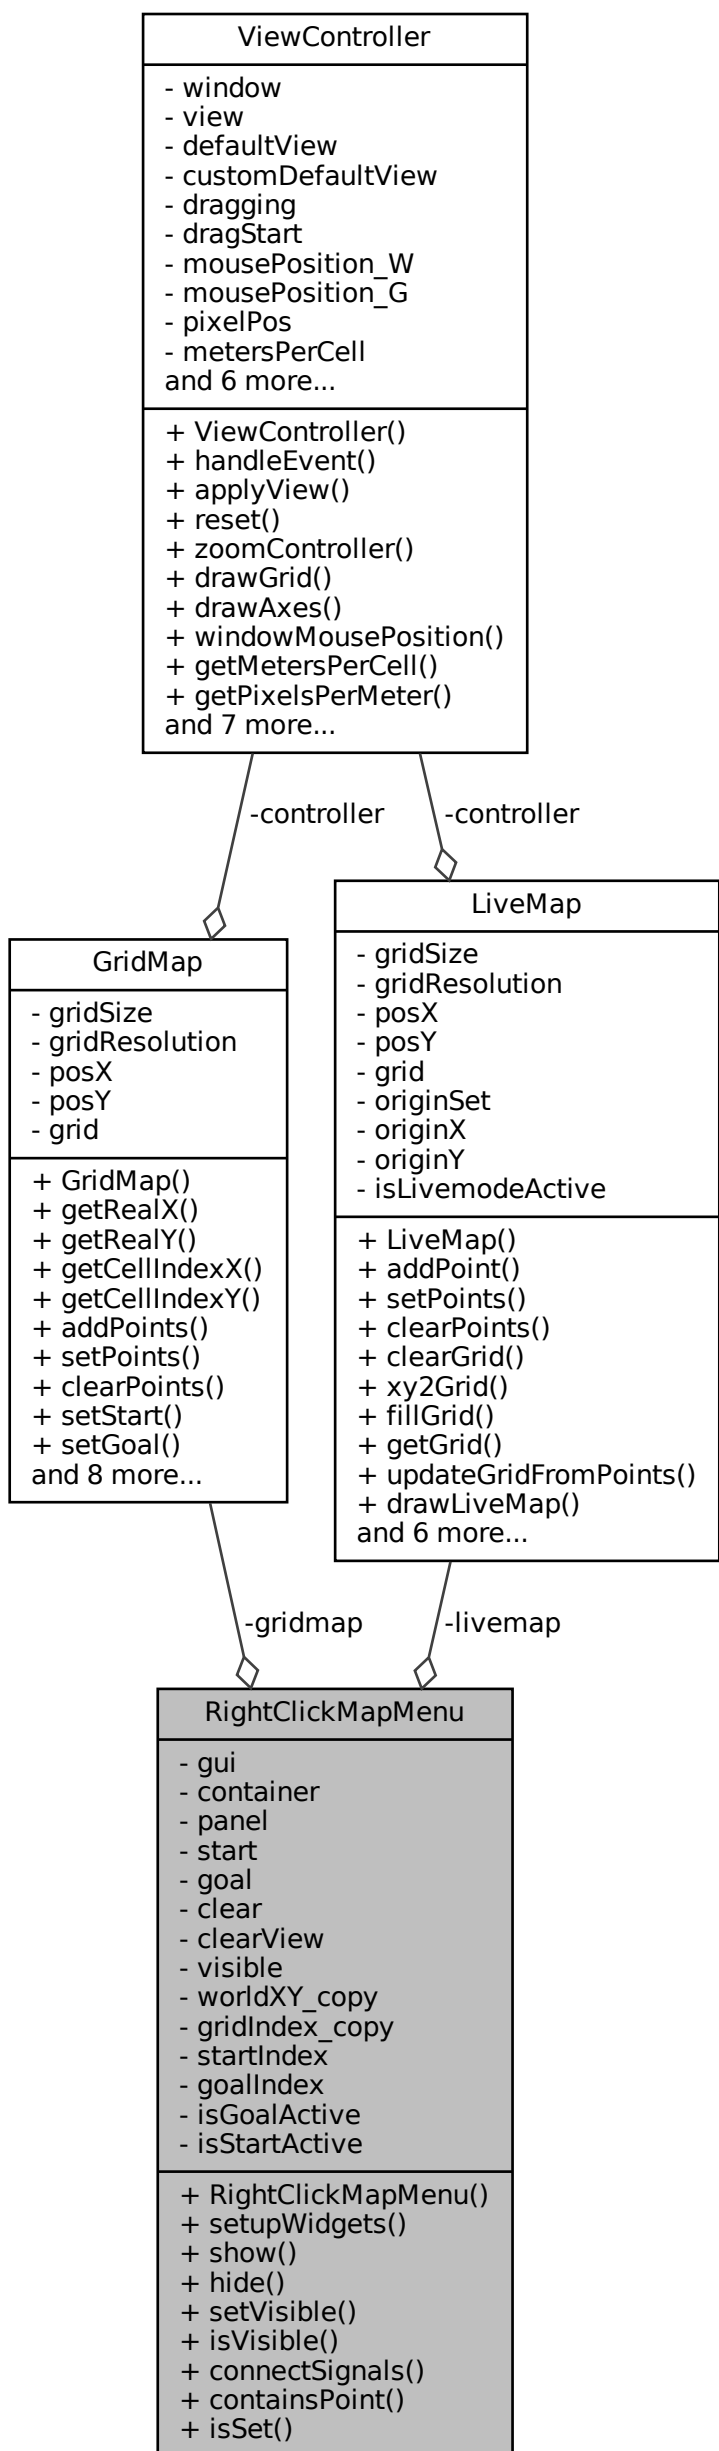 ViewController
- window
- view
- defaultView
- customDefaultView
- dragging
- dragStart
- mousePosition_W
- mousePosition_G
- pixelPos
- metersPerCell
and 6 more...
+ ViewController()
+ handleEvent()
+ applyView()
+ reset()
+ zoomController()
+ drawGrid()
+ drawAxes()
+ windowMousePosition()
+ getMetersPerCell()
+ getPixelsPerMeter()
and 7 more...
-controller
-controller
GridMap
- gridSize
- gridResolution
- posX
- posY
- grid
+ GridMap()
+ getRealX()
+ getRealY()
+ getCellIndexX()
+ getCellIndexY()
+ addPoints()
+ setPoints()
+ clearPoints()
+ setStart()
+ setGoal()
and 8 more...
LiveMap
- gridSize
- gridResolution
- posX
- posY
- grid
- originSet
- originX
- originY
- isLivemodeActive
+ LiveMap()
+ addPoint()
+ setPoints()
+ clearPoints()
+ clearGrid()
+ xy2Grid()
+ fillGrid()
+ getGrid()
+ updateGridFromPoints()
+ drawLiveMap()
and 6 more...
-gridmap
-livemap
RightClickMapMenu
- gui
- container
- panel
- start
- goal
- clear
- clearView
- visible
- worldXY_copy
- gridIndex_copy
- startIndex
- goalIndex
- isGoalActive
- isStartActive
+ RightClickMapMenu()
+ setupWidgets()
+ show()
+ hide()
+ setVisible()
+ isVisible()
+ connectSignals()
+ containsPoint()
+ isSet()